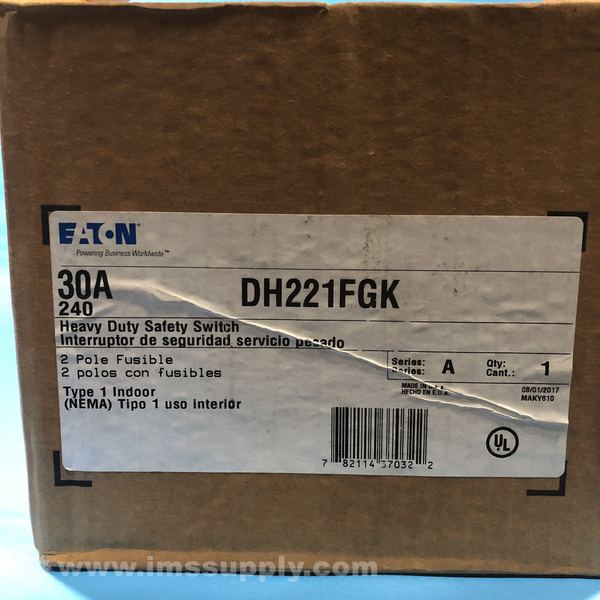 EATON
Powering Business Worldwide™
30A
240
DH221FGK
Heavy Duty Safety Switch
Interruptor de seguridad servicio pesado
2 Pole Fusible
2 polos con fusibles
Type 1 Indoor
(NEMA) Tipo 1 uso interior
Series: A Qty: 1
Series: Cant.:
MADE IN U.S.A.
HECHO EN E.U.A.
08/01/2017
MAKY610
7 82114 37032 2
UL
www.imssupply.com